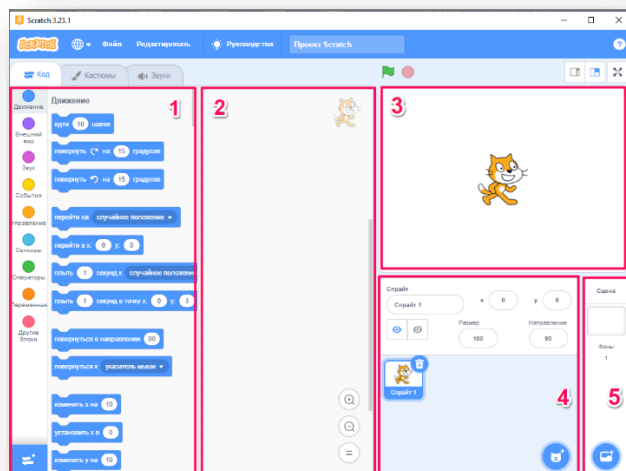 Scratch 3.23.1
SCRATCH Файл Редактировать Руководства Проект Scratch ?
Код Костюмы Звуки
Движение
Внешний вид
Звук
События
Управление
Сенсоры
Операторы
Переменные
Другие блоки
Движение
1
идти 10 шагов
повернуть на 15 градусов
повернуть на 15 градусов
перейти на случайное положение
перейти в x: 0 y: 0
плыть 1 секунд к случайное положени
плыть 1 секунд в точку x: 0 y: 0
повернуться в направлении 90
повернуться к указатель мыши
изменить x на 10
установить x в 0
изменить y на 10
2
3
Спрайт
Спрайт 1 x 0 y 0
Размер Направление
100 90
Спрайт 1
4
Сцена
Фоны
1
5